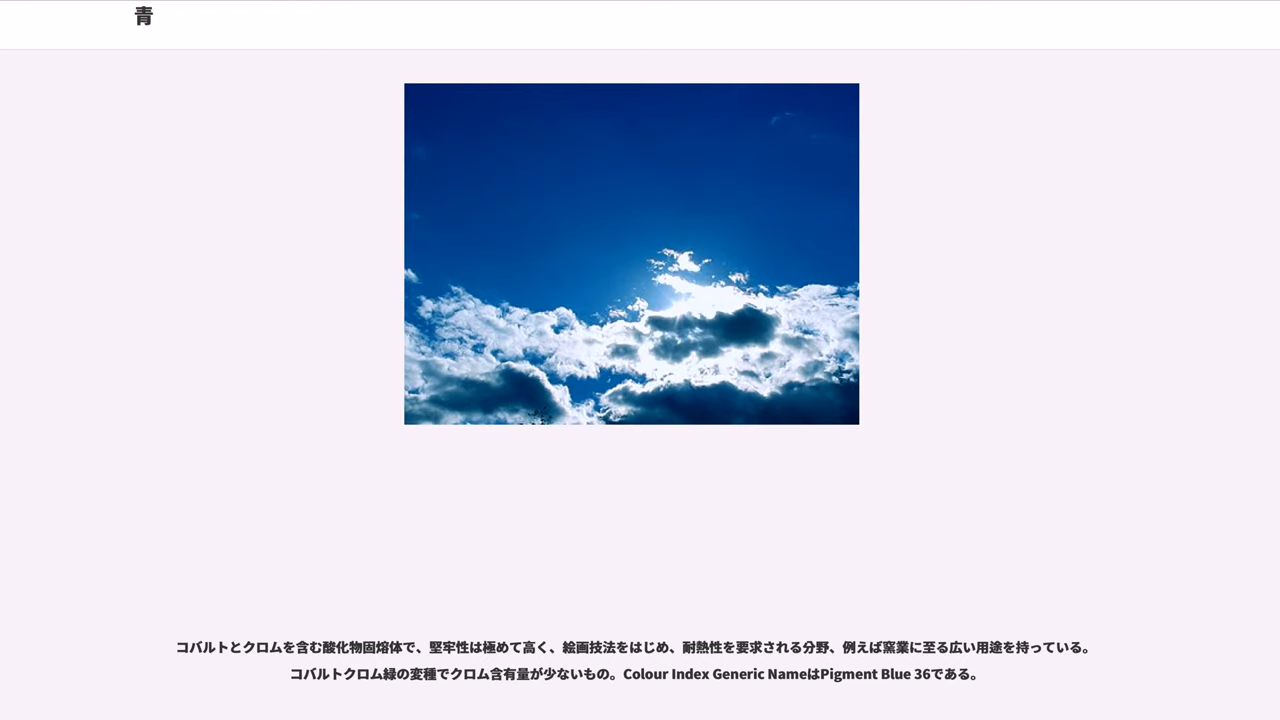 青
コバルトとクロムを含む酸化物固熔体で、堅牢性は極めて高く、絵画技法をはじめ、耐熱性を要求される分野、例えば窯業に至る広い用途を持っている。
コバルトクロム緑の変種でクロム含有量が少ないもの。Colour Index Generic NameはPigment Blue 36である。